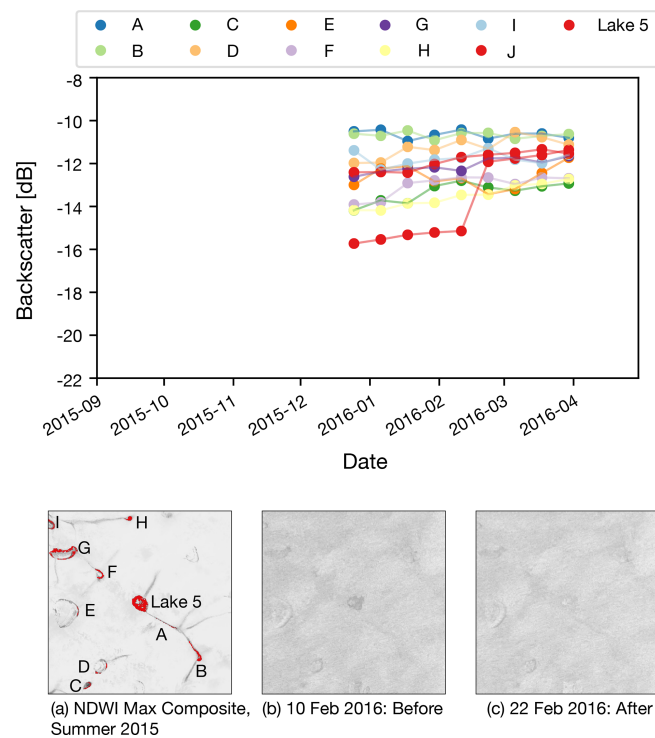 A C E G I Lake 5
B D F H J
-8
-10
-12
-14
-16
-18
-20
-22
Backscatter [dB]
2015-09 2015-10 2015-11 2015-12 2016-01 2016-02 2016-03 2016-04
Date
I H
G
F
Lake 5
E
A
B
D
C
(a) NDWI Max Composite,
Summer 2015
(b) 10 Feb 2016: Before
(c) 22 Feb 2016: After